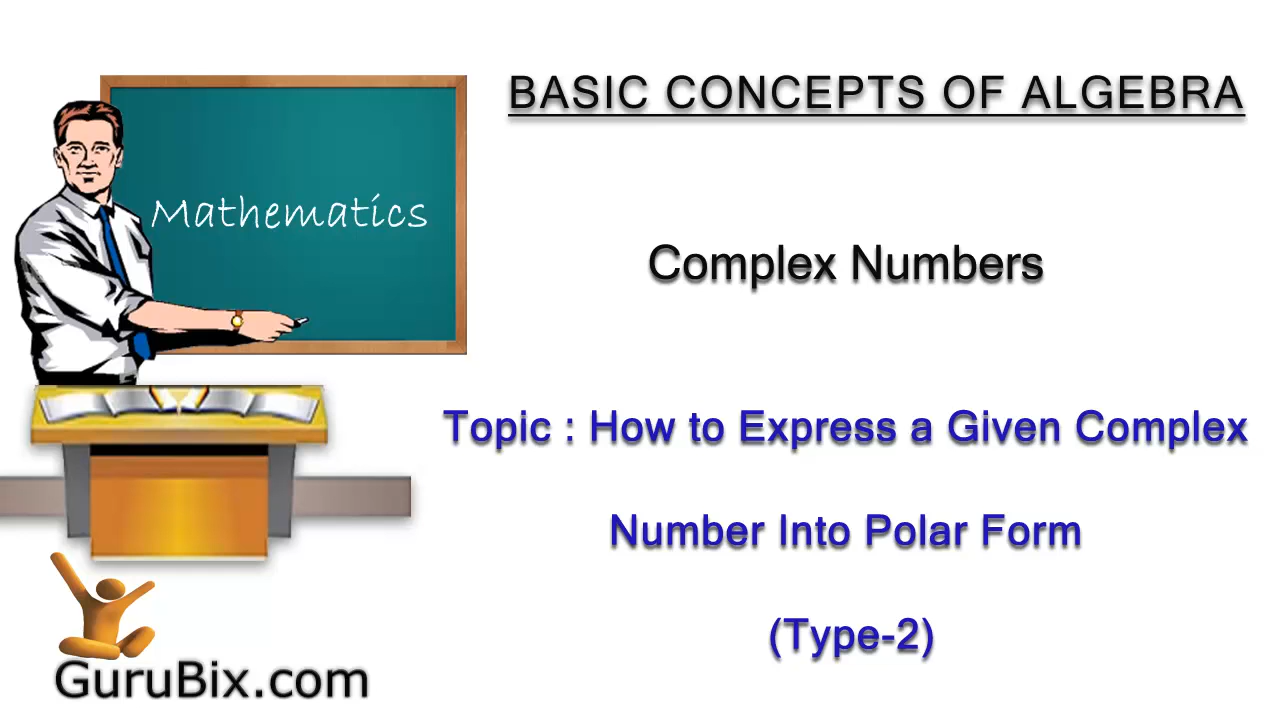 BASIC CONCEPTS OF ALGEBRA
Mathematics
Complex Numbers
Topic : How to Express a Given Complex
Number Into Polar Form
(Type-2)
GuruBix.com